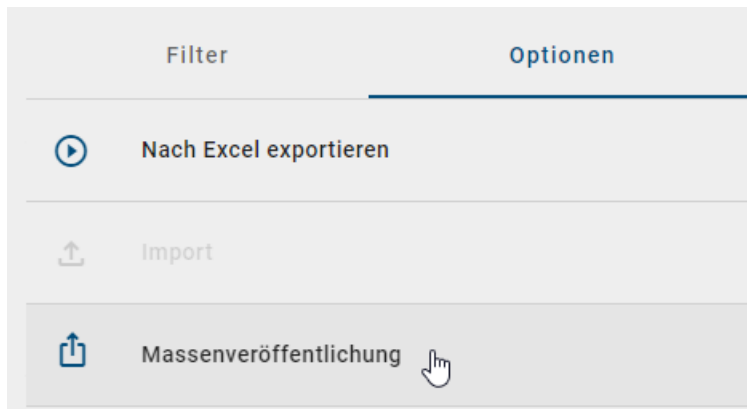 Filter
Optionen
Nach Excel exportieren
Import
Massenveröffentlichung